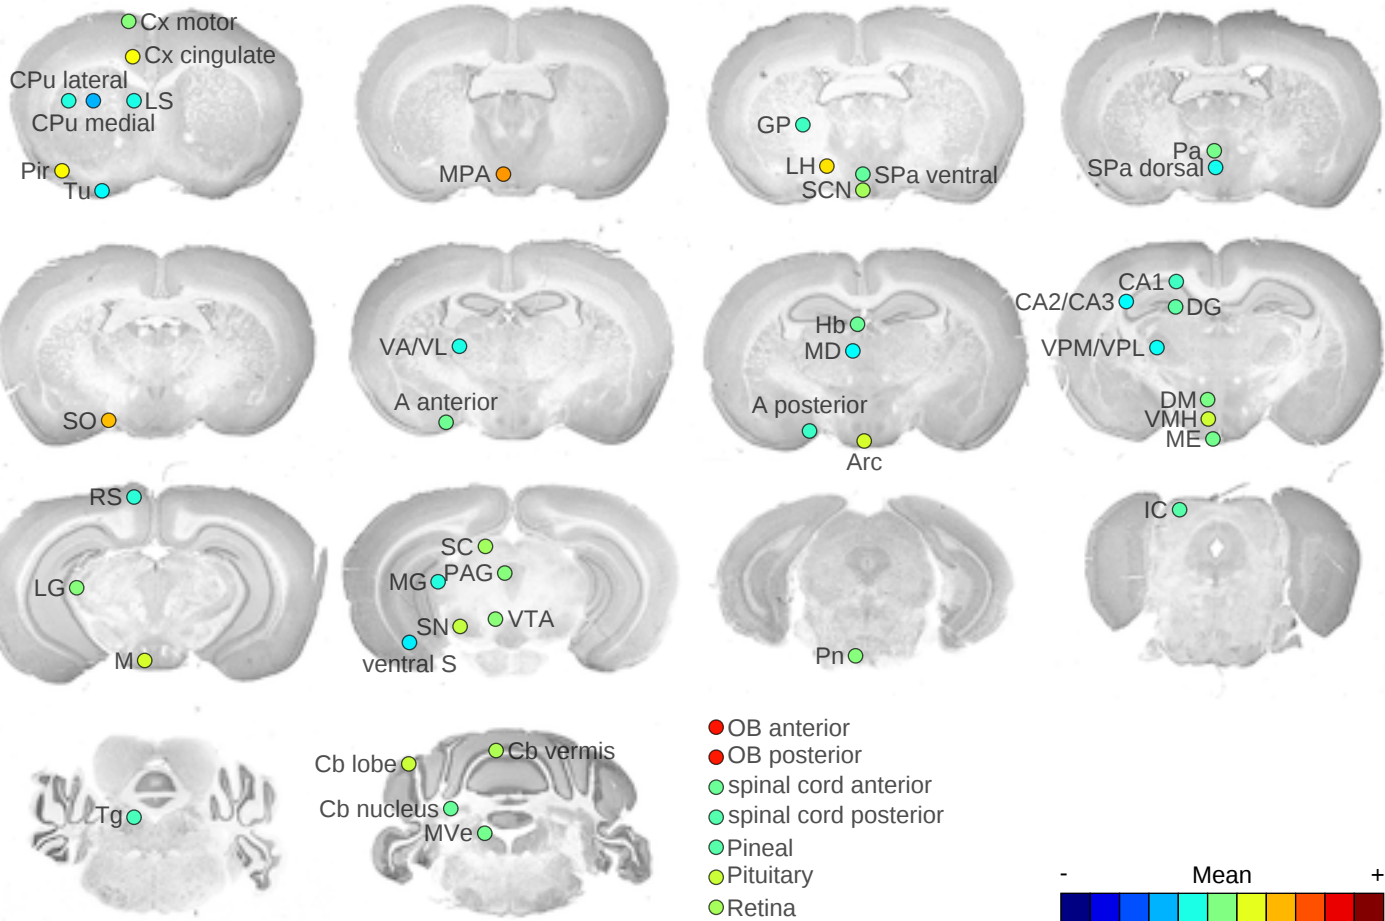 Cx motor
Cx cingulate
CPu lateral
LS
CPu medial
Pir
Tu
MPA
GP
LH
SPa ventral
SCN
Pa
SPa dorsal
SO
VA/VL
A anterior
Hb
MD
A posterior
Arc
CA1
CA2/CA3
DG
VPM/VPL
DM
VMH
ME
RS
LG
M
SC
MG
PAG
SN
VTA
ventral S
Pn
IC
Tg
Cb lobe
Cb vermis
Cb nucleus
MVe
OB anterior
OB posterior
spinal cord anterior
spinal cord posterior
Pineal
Pituitary
Retina
- Mean +